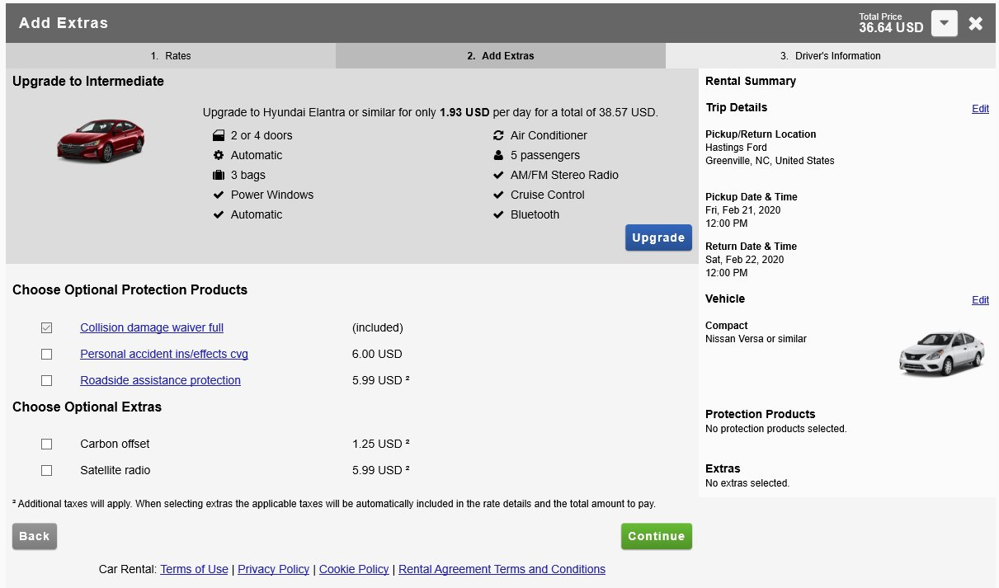 Add Extras
Total Price
36.64 USD
1. Rates
2. Add Extras
3. Driver's Information
Upgrade to Intermediate
Upgrade to Hyundai Elantra or similar for only 1.93 USD per day for a total of 38.57 USD.
2 or 4 doors
Automatic
3 bags
Power Windows
Automatic
Air Conditioner
5 passengers
AM/FM Stereo Radio
Cruise Control
Bluetooth
Upgrade
Choose Optional Protection Products
Collision damage waiver full (included)
Personal accident ins/effects cvg 6.00 USD
Roadside assistance protection 5.99 USD ²
Choose Optional Extras
Carbon offset 1.25 USD ²
Satellite radio 5.99 USD ²
² Additional taxes will apply. When selecting extras the applicable taxes will be automatically included in the rate details and the total amount to pay.
Back
Continue
Car Rental: Terms of Use | Privacy Policy | Cookie Policy | Rental Agreement Terms and Conditions
Rental Summary
Trip Details Edit
Pickup/Return Location
Hastings Ford
Greenville, NC, United States
Pickup Date & Time
Fri, Feb 21, 2020
12:00 PM
Return Date & Time
Sat, Feb 22, 2020
12:00 PM
Vehicle Edit
Compact
Nissan Versa or similar
Protection Products
No protection products selected.
Extras
No extras selected.